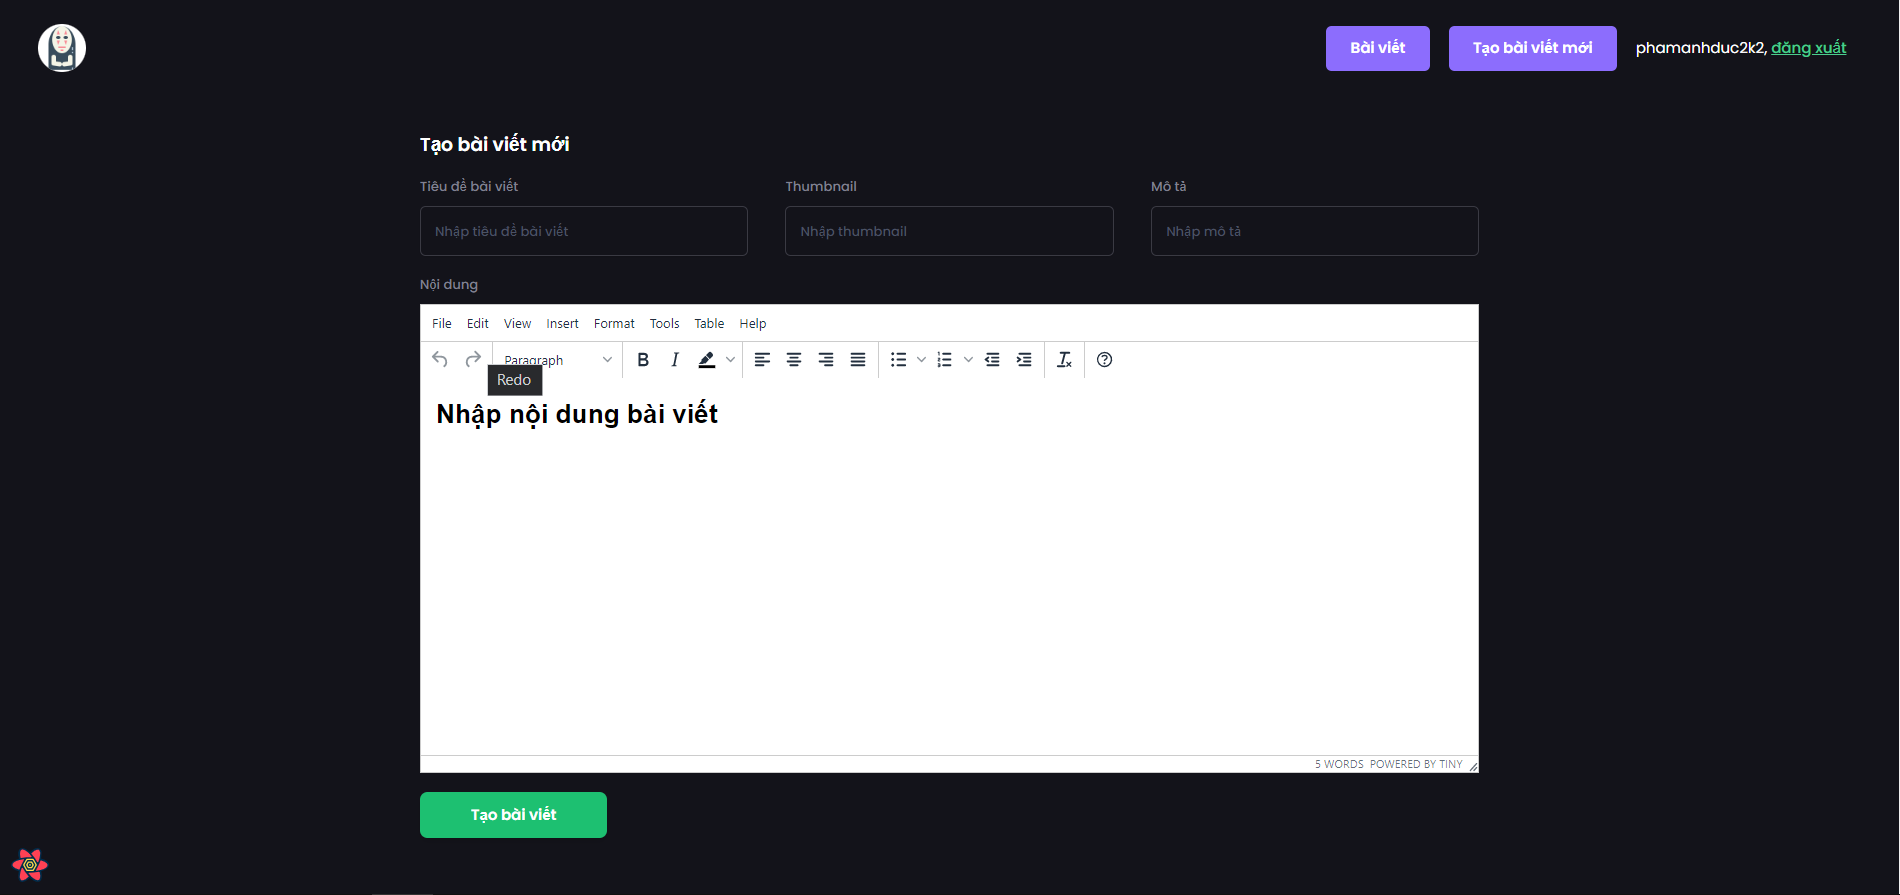 Bài viết
Tạo bài viết mới
phamanhduc2k2, đăng xuất
Tạo bài viết mới
Tiêu đề bài viết
Thumbnail
Mô tả
Nhập tiêu đề bài viết
Nhập thumbnail
Nhập mô tả
Nội dung
File Edit View Insert Format Tools Table Help
Paragraph
Redo
Nhập nội dung bài viết
5 WORDS POWERED BY TINY
Tạo bài viết